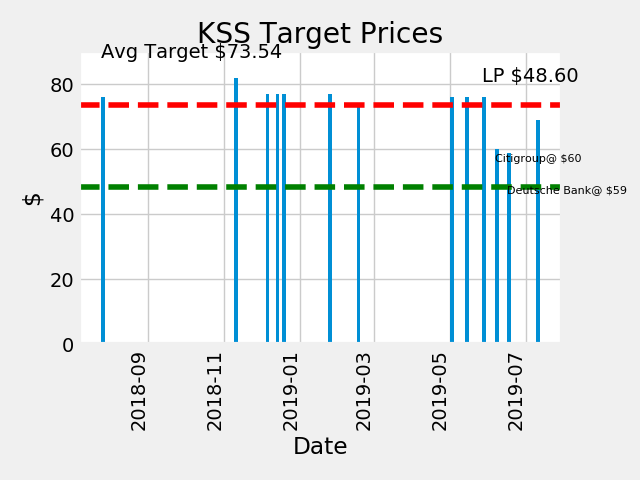 KSS Target Prices
Avg Target $73.54
LP $48.60
80
60
40
20
0
$
Citigroup@ $60
Deutsche Bank@ $59
2018-09
2018-11
2019-01
2019-03
2019-05
2019-07
Date